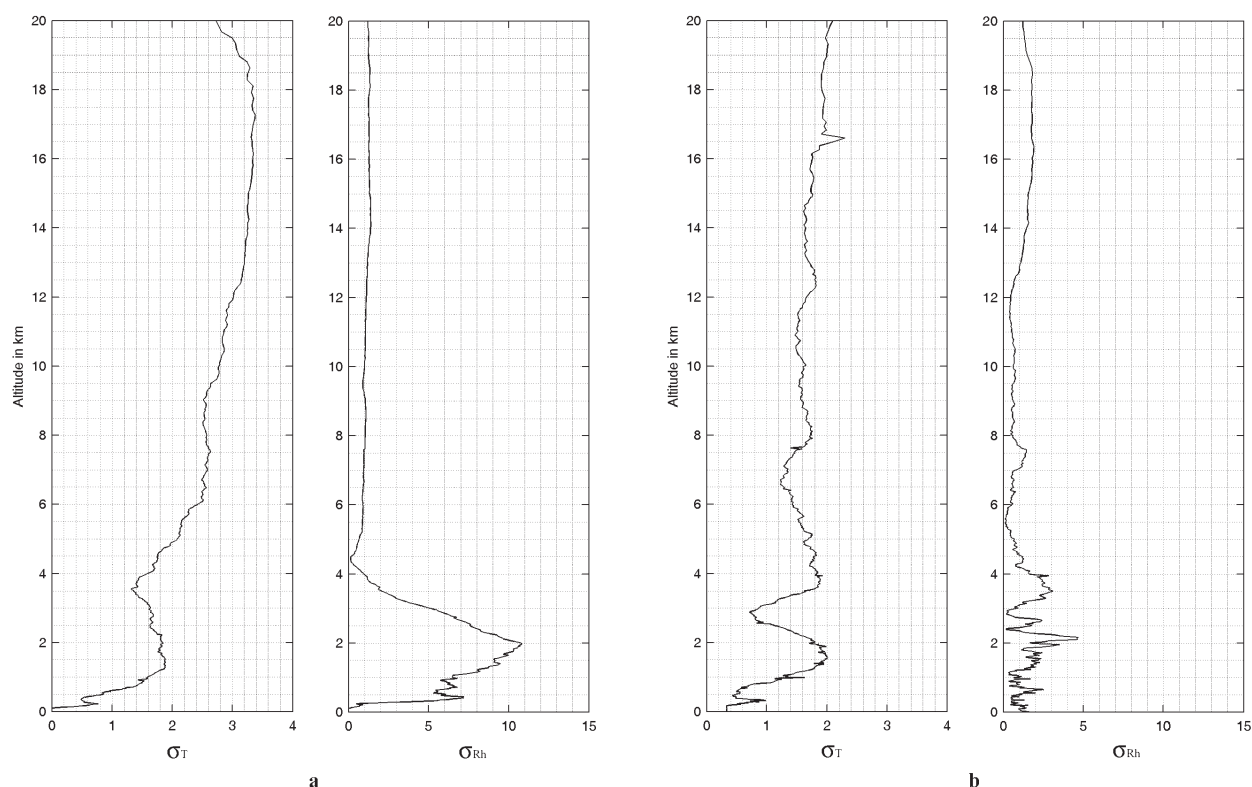 20 20 20 20
18 18 18 18
16 16 16 16
14 14 14 14
12 12 12 12
10 10 10 10
8 8 8 8
6 6 6 6
4 4 4 4
2 2 2 2
0 0 0 0
Altitude in km
Altitude in km
0 1 2 3 4
0 5 10 15
0 1 2 3 4
0 5 10 15
σT
σRh
σT
σRh
a
b